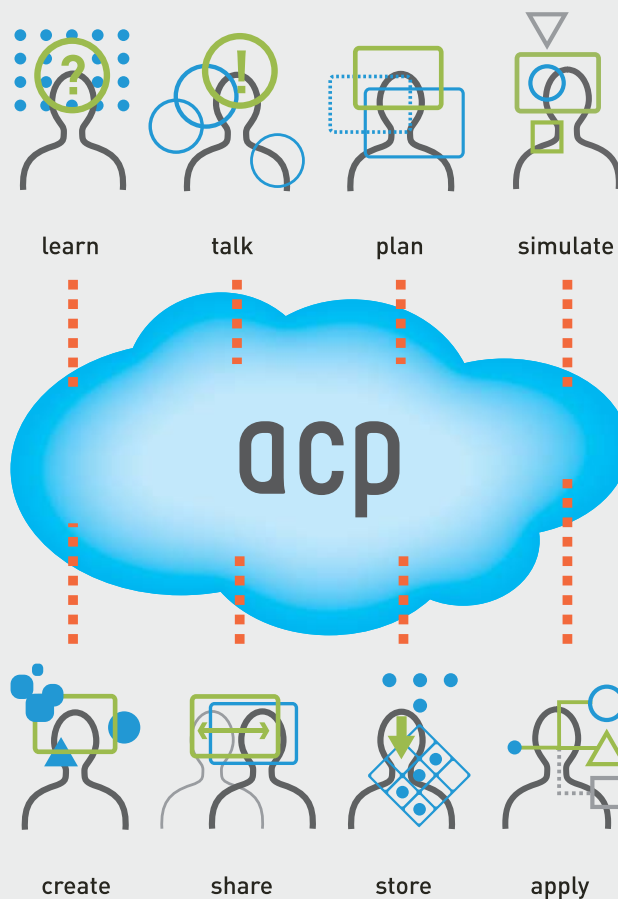 ?
!
learn talk plan simulate
acp
create share store apply